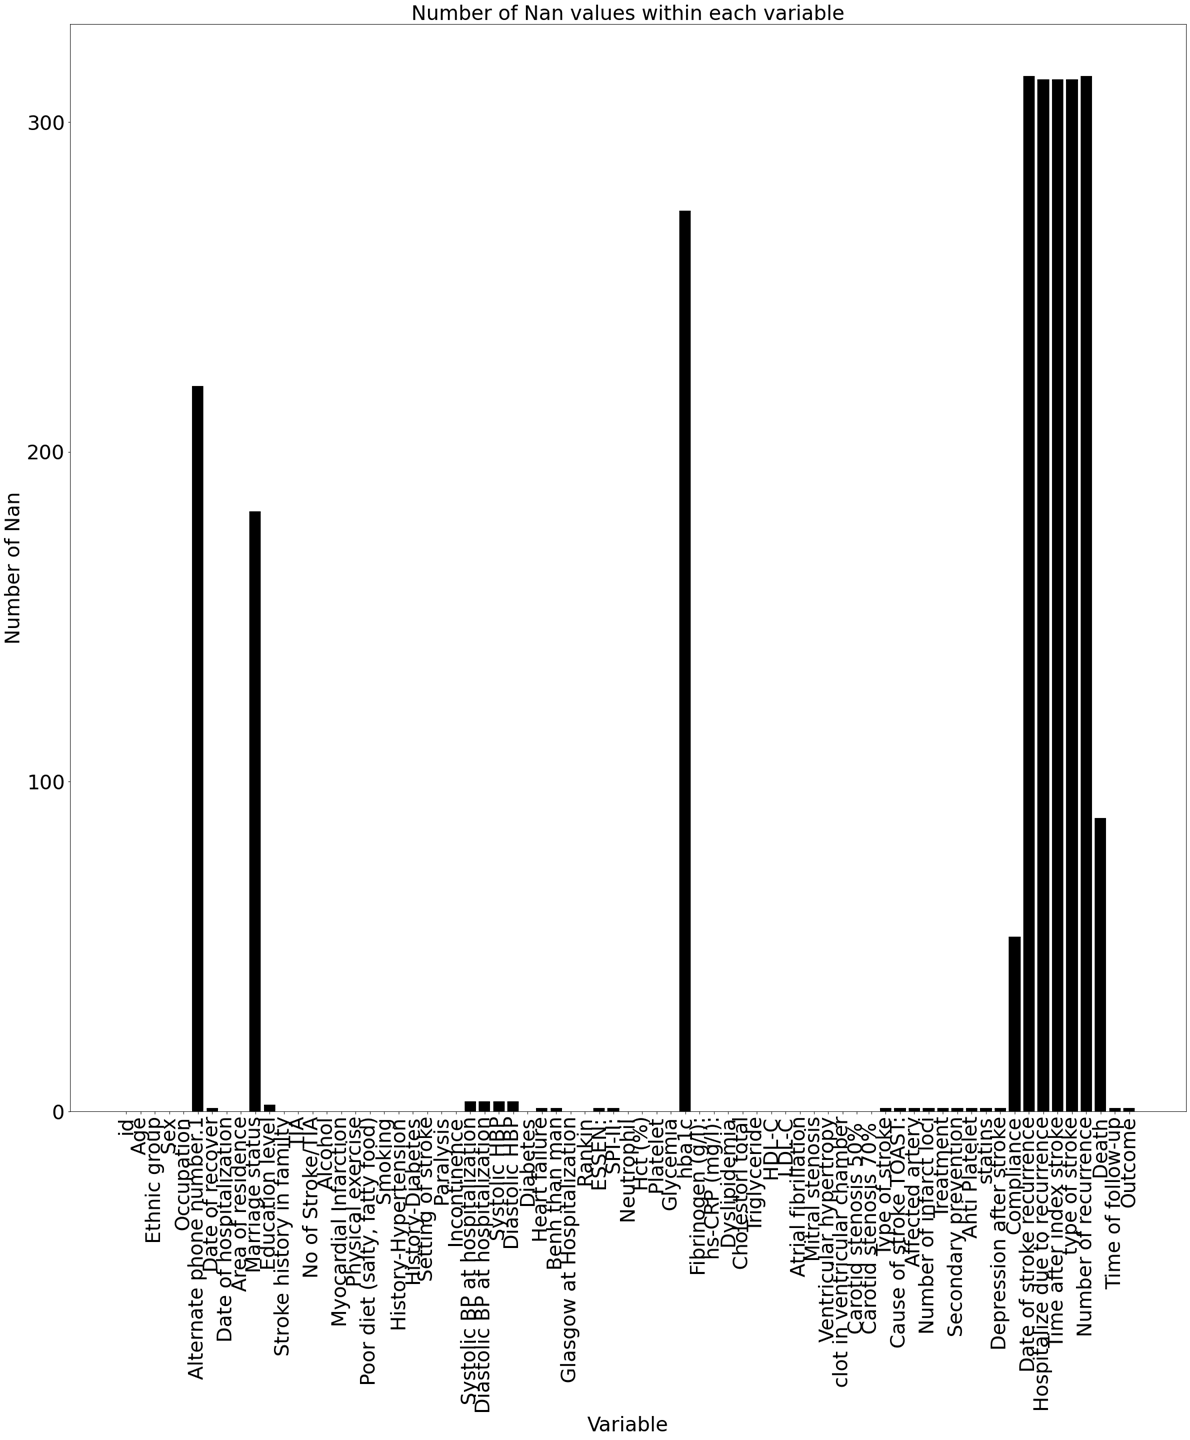 Number of Nan values within each variable
Number of Nan
300
200
100
0
id
Age
Ethnic group
Sex
Occupation
Alternate phone number.1
Date of recover
Date of hospitalization
Area of residence
Marriage status
Education level
Stroke history in familily
TIA
No of Stroke/TIA
Alcohol
Myocardial Infarction
Physical exercise
Poor diet (salty, fatty food)
Smoking
History-Hypertension
History-Diabetes
Setting of stroke
Paralysis
Incontinence
Systolic BP at hospitalization
Diastolic BP at hospitalization
Systolic HBP
Diastolic HBP
Diabetes
Heart failure
Benh than man
Glasgow at Hospitalization
Rankin
ESSEN:
SPI-II:
Neutrophil
Hct (%)
Platelet
Glycemia
hba1c
Fibrinogen (g/l):
hs-CRP (mg/l):
Dyslipidemia
Cholestrol total
Triglyceride
HDL-C
LDL-C
Atrial fibrillation
Mitral stenosis
Ventricular hypertropy
clot in ventricular chamber
Carotid stenosis 50%
Carotid stenosis 70%
Type of stroke
Cause of stroke TOAST:
Affected artery
Number of infarct loci
Treatment
Secondary prevention
Anti Platelet
statins
Depression after stroke
Compliance
Date of stroke recurrence
Hospitalize due to recurrence
Time after index stroke
type of stroke
Number of recurrence
Death
Time of follow-up
Outcome
Variable